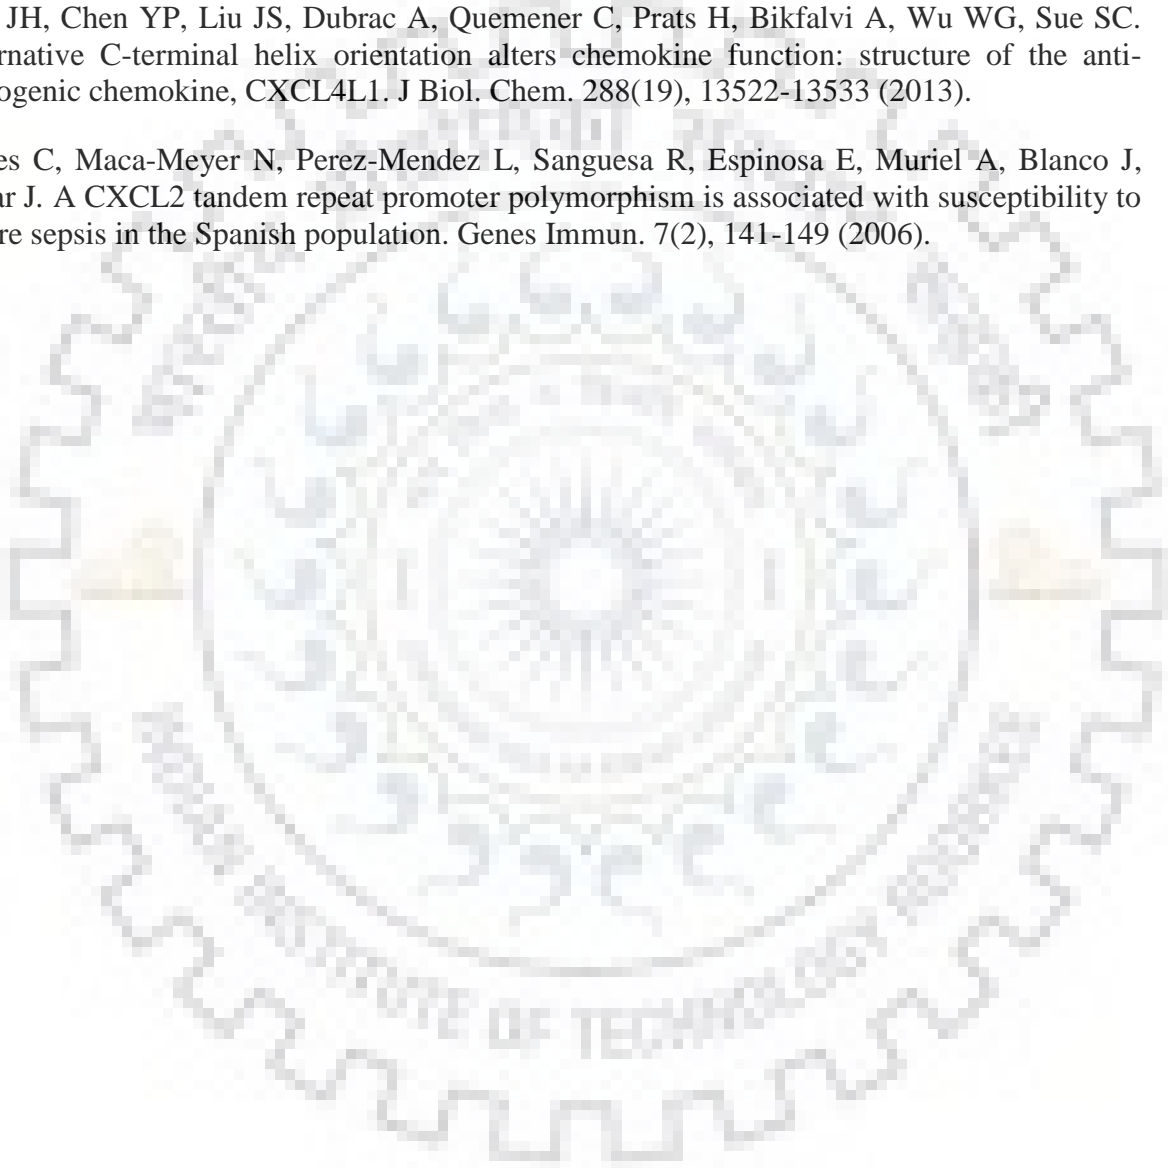 JH, Chen YP, Liu JS, Dubrac A, Quemener C, Prats H, Bikfalvi A, Wu WG, Sue SC.
rnative C-terminal helix orientation alters chemokine function: structure of the anti-
ogenic chemokine, CXCL4L1. J Biol. Chem. 288(19), 13522-13533 (2013).
es C, Maca-Meyer N, Perez-Mendez L, Sanguesa R, Espinosa E, Muriel A, Blanco J,
ar J. A CXCL2 tandem repeat promoter polymorphism is associated with susceptibility to
re sepsis in the Spanish population. Genes Immun. 7(2), 141-149 (2006).
INSTITUTE OF TECHNOLOGY